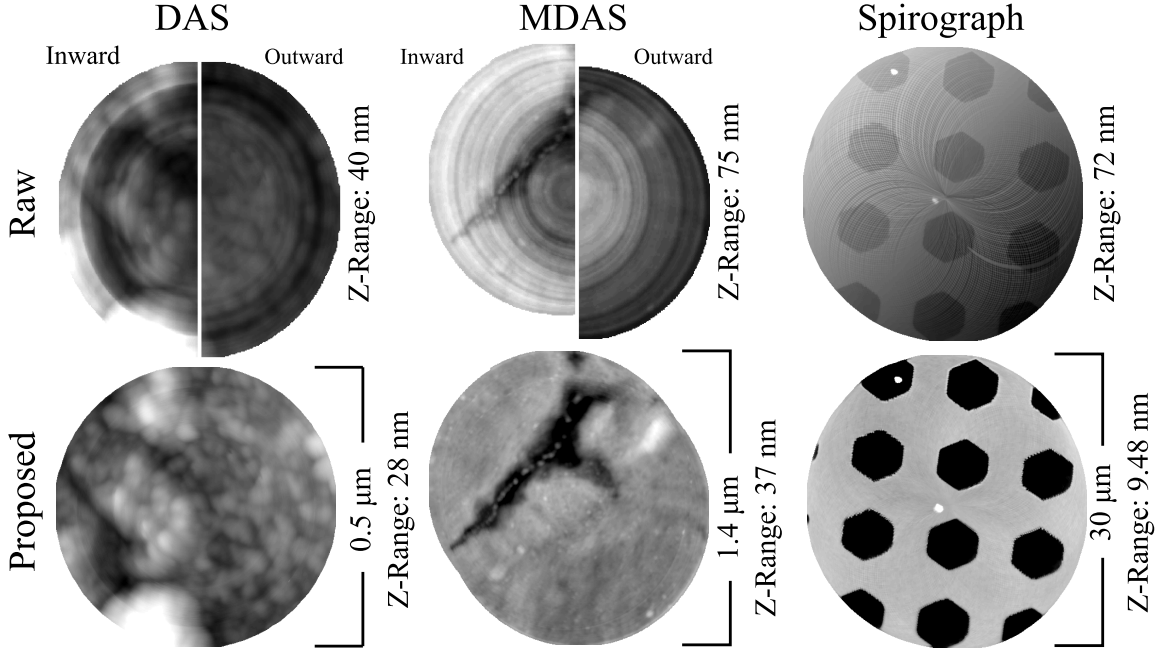 DAS
MDAS
Spirograph
Inward
Outward
Inward
Outward
Raw
Z-Range: 40 nm
Z-Range: 75 nm
Z-Range: 72 nm
Proposed
0.5 μm
Z-Range: 28 nm
1.4 μm
Z-Range: 37 nm
30 μm
Z-Range: 9.48 nm